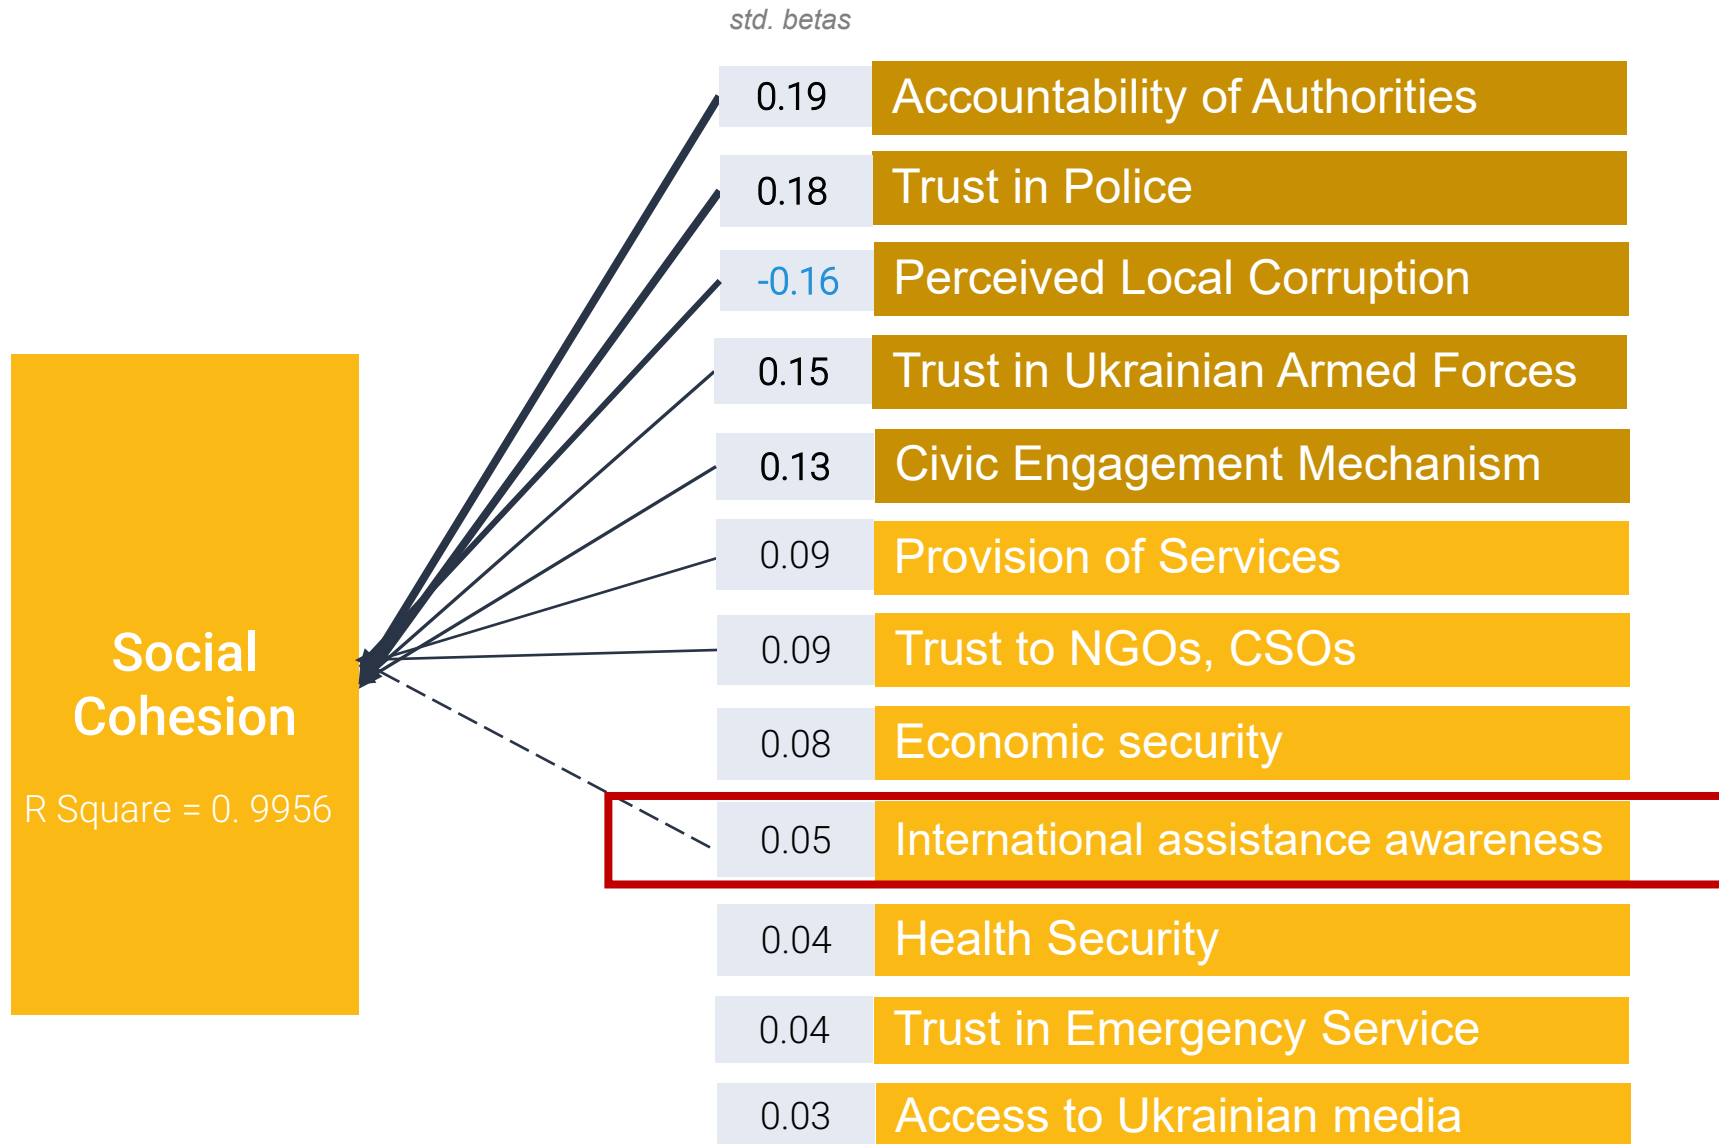 std. betas
0.19 Accountability of Authorities
0.18 Trust in Police
-0.16 Perceived Local Corruption
0.15 Trust in Ukrainian Armed Forces
0.13 Civic Engagement Mechanism
0.09 Provision of Services
0.09 Trust to NGOs, CSOs
0.08 Economic security
0.05 International assistance awareness
0.04 Health Security
0.04 Trust in Emergency Service
0.03 Access to Ukrainian media
Social
Cohesion
R Square = 0. 9956